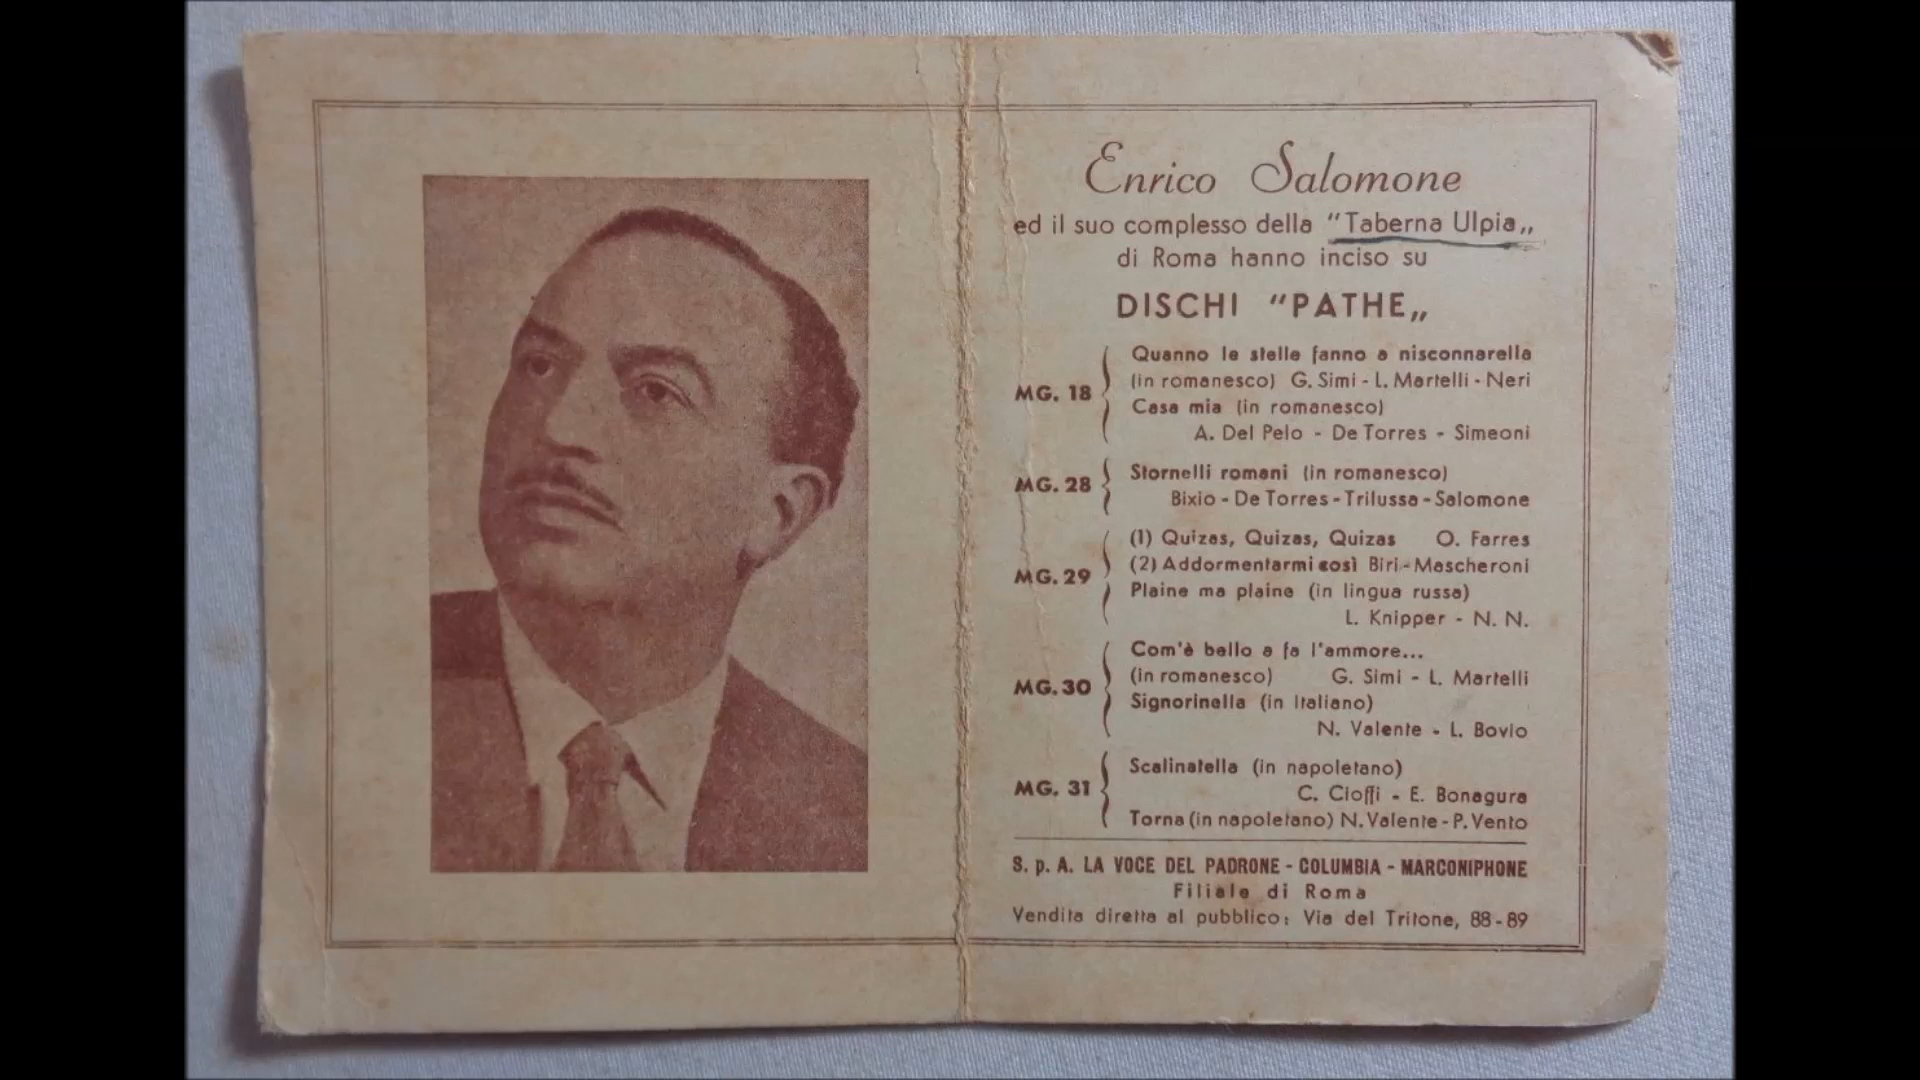 Enrico Salomone
ed il suo complesso della "Taberna Ulpia„
di Roma hanno inciso su
DISCHI "PATHE„
MG. 18
Quanno le stelle fanno a nisconnarella
(in romanesco) G. Simi - L. Martelli - Neri
Casa mia (in romanesco)
A. Del Pelo - De Torres - Simeoni
MG. 28
Stornelli romani (in romanesco)
Bixio - De Torres - Trilussa - Salomone
MG. 29
(1) Quizas, Quizas, Quizas O. Farres
(2) Addormentarmi così Biri - Mascheroni
Plaine ma plaine (in lingua russa)
L. Knipper - N. N.
MG. 30
Com'è bello a fa l'ammore...
(in romanesco) G. Simi - L. Martelli
Signorinella (in Italiano)
N. Valente - L. Bovio
MG. 31
Scalinatella (in napoletano)
C. Cioffi - E. Bonagura
Torna (in napoletano) N. Valente - P. Vento
S. p. A. LA VOCE DEL PADRONE - COLUMBIA - MARCONIPHONE
Filiale di Roma
Vendita diretta al pubblico: Via del Tritone, 88-89